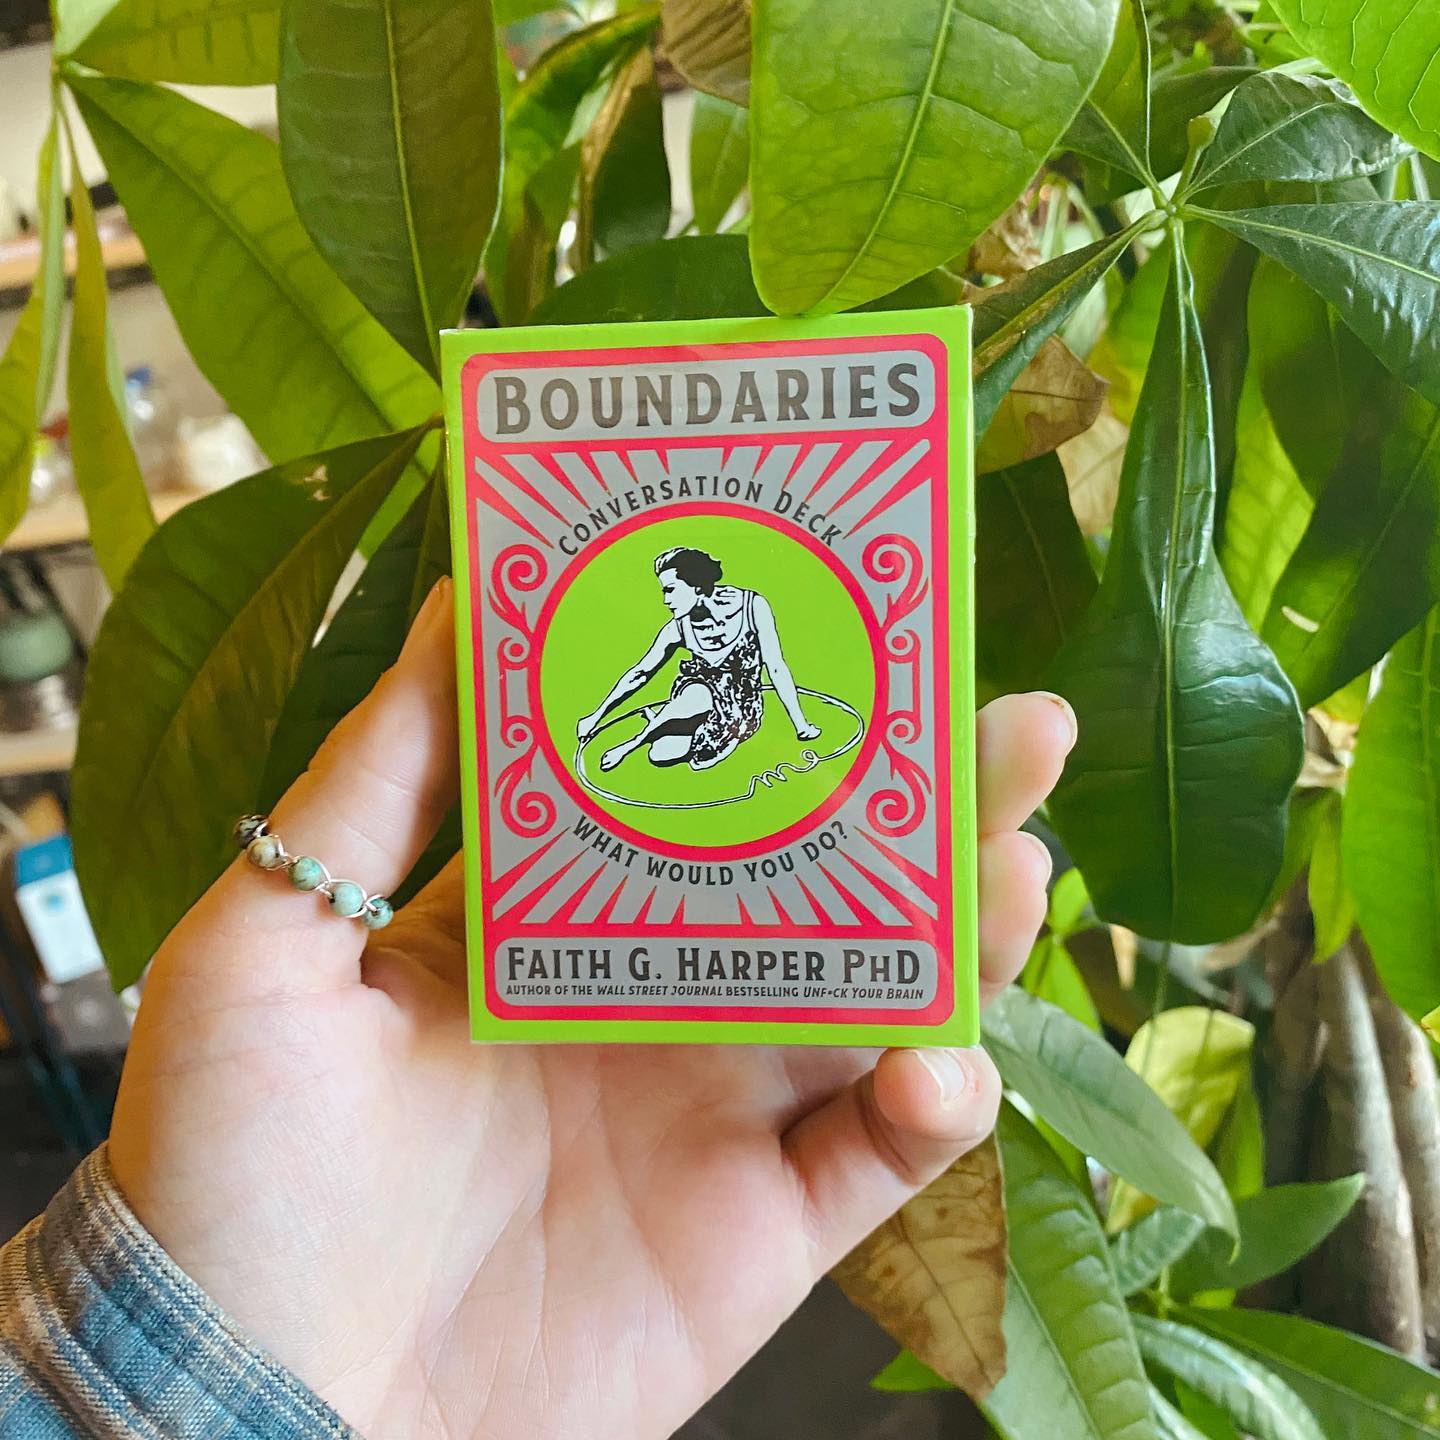 BOUNDARIES
CONVERSATION DECK
me
WHAT WOULD YOU DO?
FAITH G. HARPER PHD
AUTHOR OF THE WALL STREET JOURNAL BESTSELLING UNF*CK YOUR BRAIN